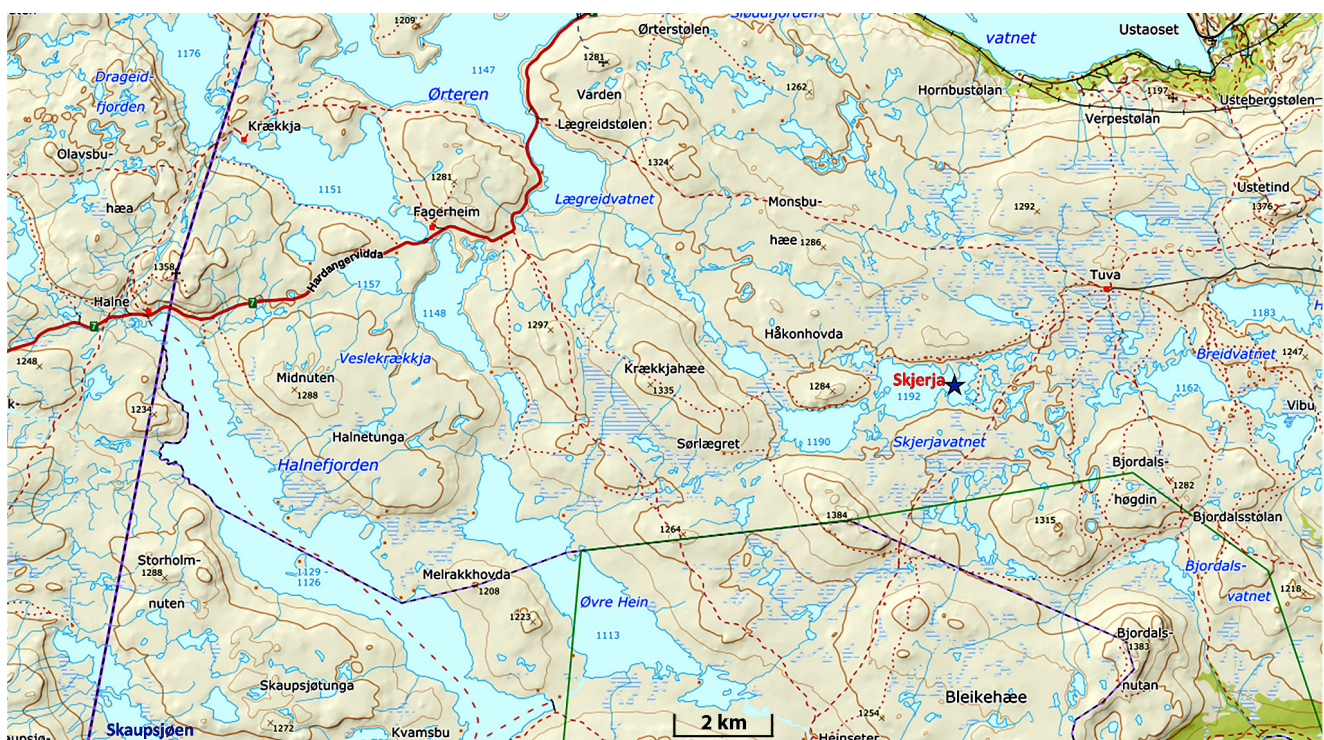 1209
Ørterstølen
vatnet
Ustaoset
1176
Drageid-
fjorden
1147
Ørteren
1281
Varden
1262
Hornbustølan
1197
Ustebergstølen
Verpestølan
Krækkja
Lægreidstølen
Olavsbu-
hæa
1151
1281
Fagerheim
1324
Lægreidvatnet
Monsbu-
hæe
1286
1292
Ustetind
1376
Hardangervidda
1358
Halne
7
7
1157
1148
Tuva
1183
1248
Veslekrækkja
1297
Håkonhovda
Breidvatnet
1247
Midnuten
1288
Krækkjahæe
1335
1284
Skjerja
1192
1162
k-
1234
Vibu
Halnetunga
Sørlægret
1190
Skjerjavatnet
Halnefjorden
Bjordals-
høgdin
1282
1384
1315
Bjordalsstølan
1264
Storholm-
1288
nuten
1129 -
1126
Melrakkhovda
1208
1223
Øvre Hein
1113
Bjordals-
vatnet
1218
Bjordals-
1383
nutan
Skaupsjøtunga
Bleikehæe
1272
Skaupsjøen
Kvamsbu
2 km
1254
Heinseter